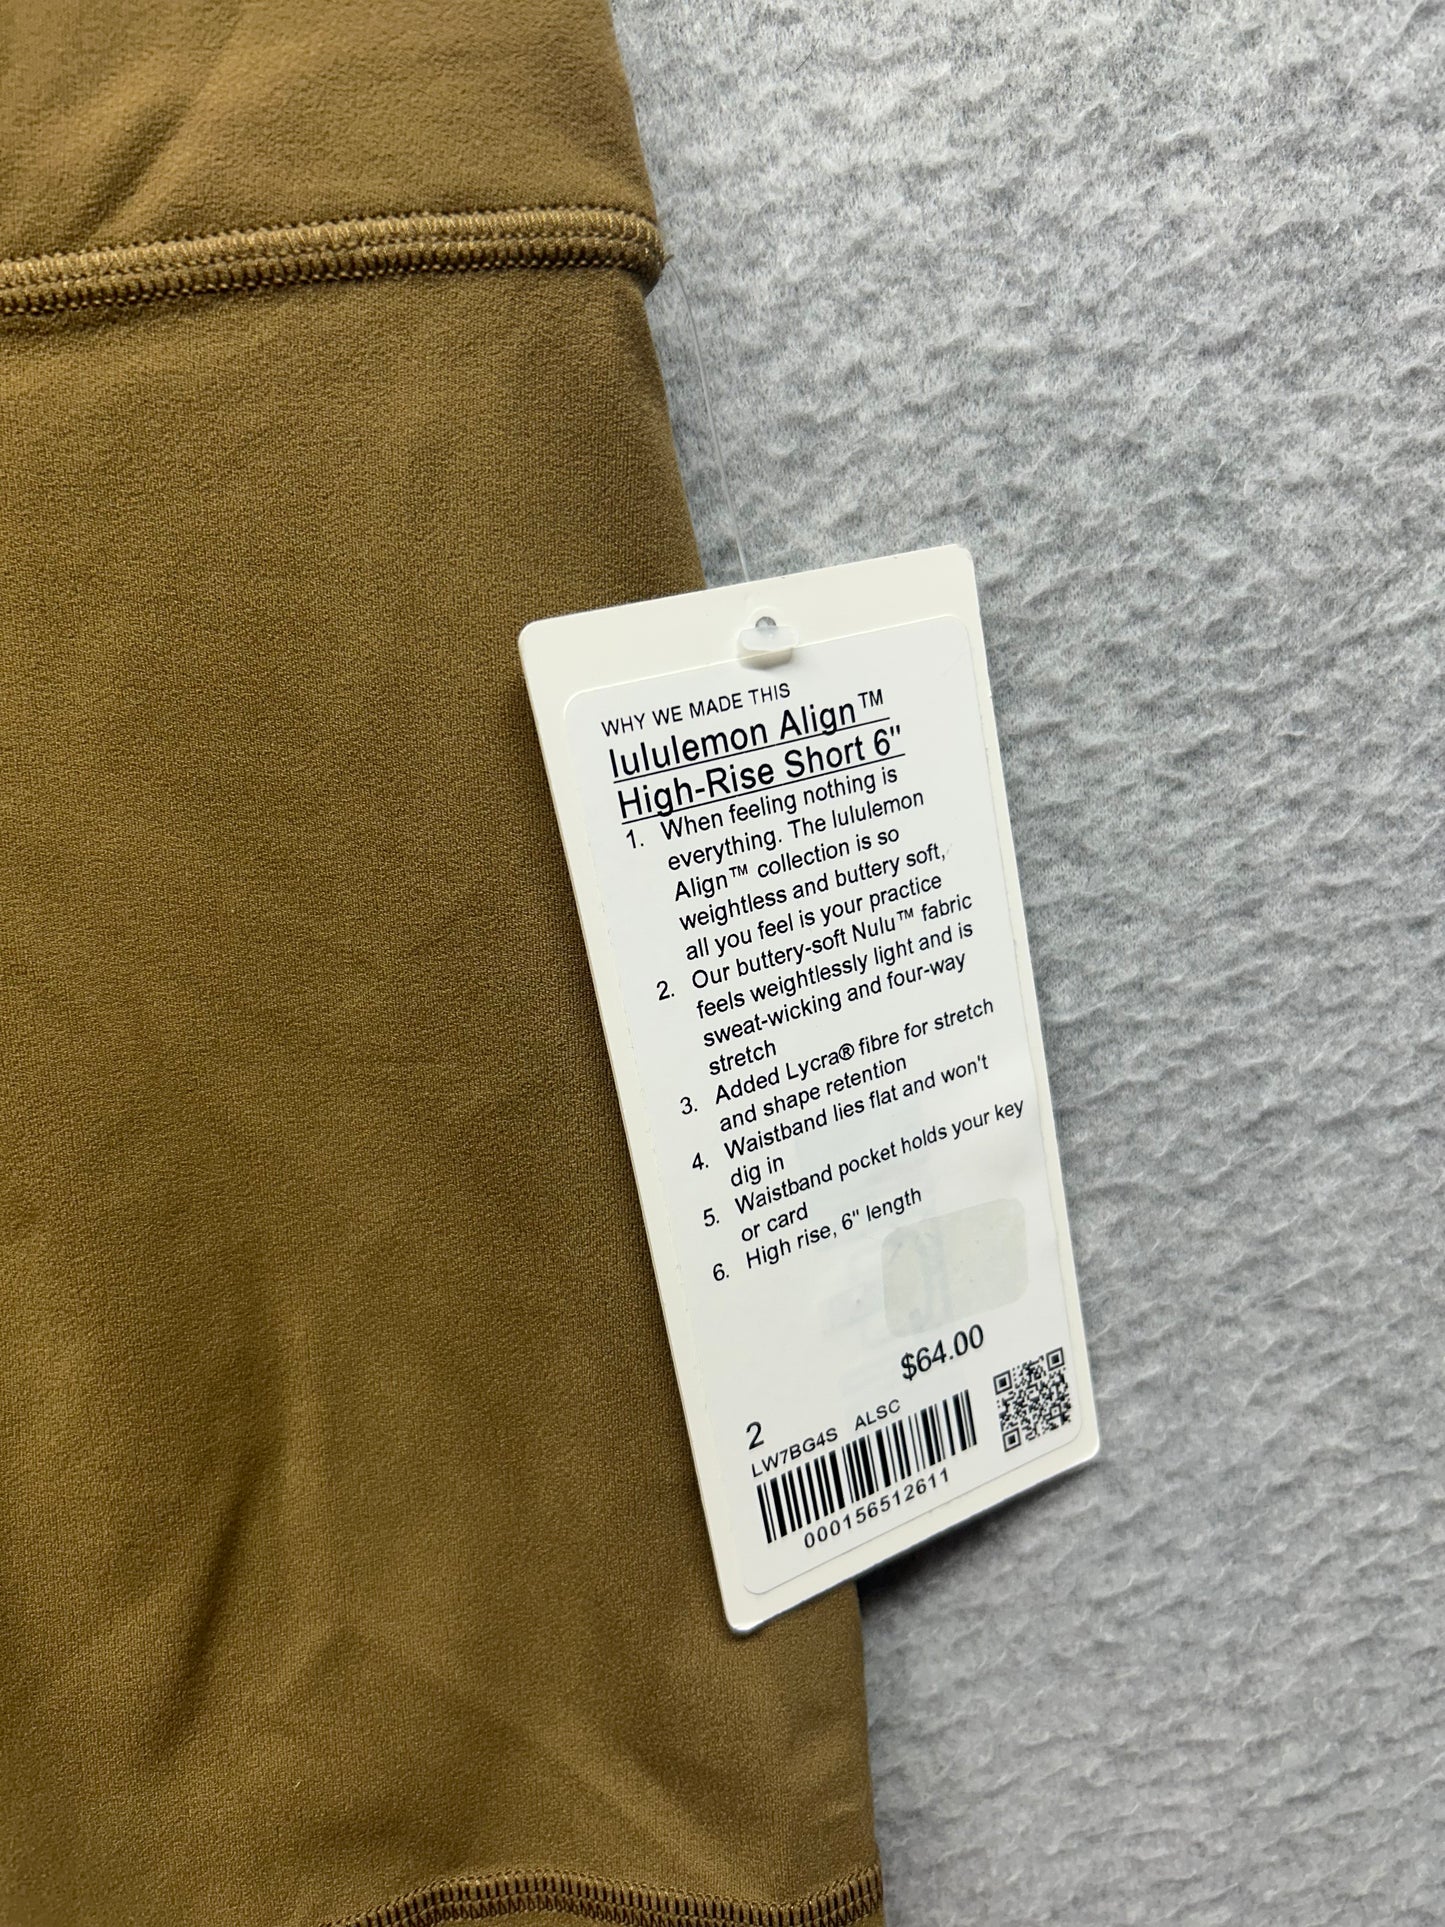 WHY WE MADE THIS
lululemon Align™
High-Rise Short 6"
1. When feeling nothing is
everything. The lululemon
Align™ collection is so
weightless and buttery soft,
all you feel is your practice
2. Our buttery-soft Nulu™ fabric
feels weightlessly light and is
sweat-wicking and four-way
stretch
3. Added Lycra® fibre for stretch
and shape retention
4. Waistband lies flat and won't
dig in
5. Waistband pocket holds your key
or card
6. High rise, 6" length
$64.00
2
LW7BG4S ALSC
000156512611